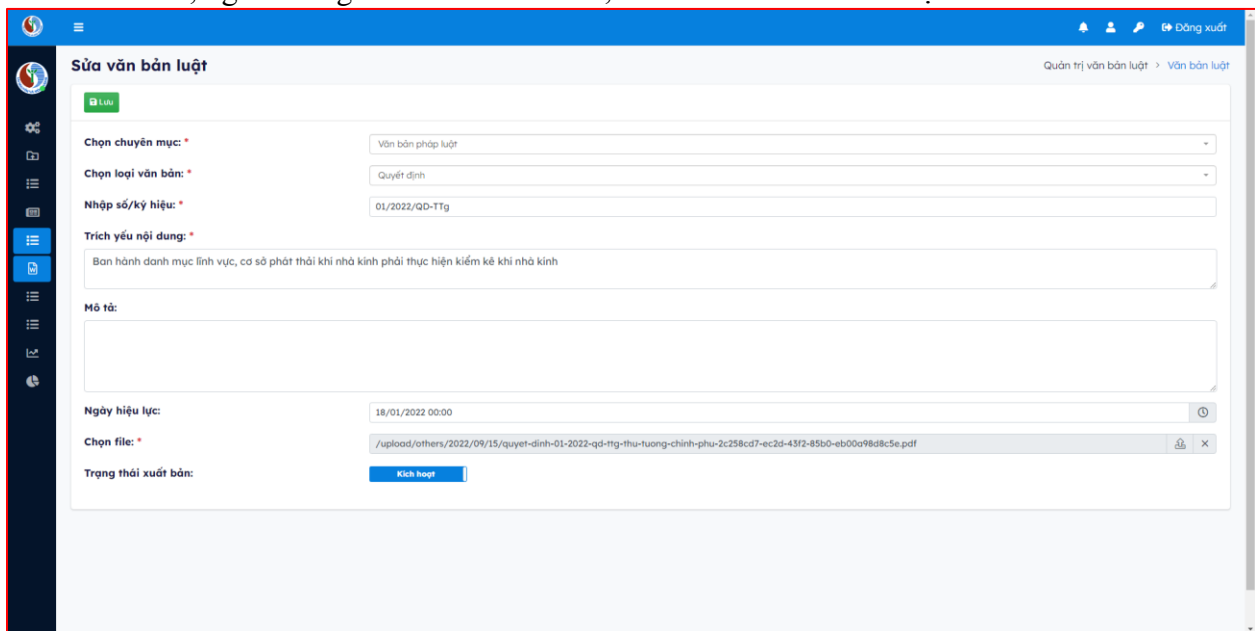 Đăng xuất
Sửa văn bản luật
Quản trị văn bản luật > Văn bản luật
Lưu
Chọn chuyên mục: *
Văn bản pháp luật
Chọn loại văn bản: *
Quyết định
Nhập số/ký hiệu: *
01/2022/QD-TTg
Trích yếu nội dung: *
Ban hành danh mục lĩnh vực, cơ sở phát thải khí nhà kính phải thực hiện kiểm kê khí nhà kính
Mô tả:
Ngày hiệu lực:
18/01/2022 00:00
Chọn file: *
/upload/others/2022/09/15/quyet-dinh-01-2022-qd-ttg-thu-tuong-chinh-phu-2c258cd7-ec2d-43f2-85b0-eb00a98d8c5e.pdf
Trạng thái xuất bản:
Kích hoạt